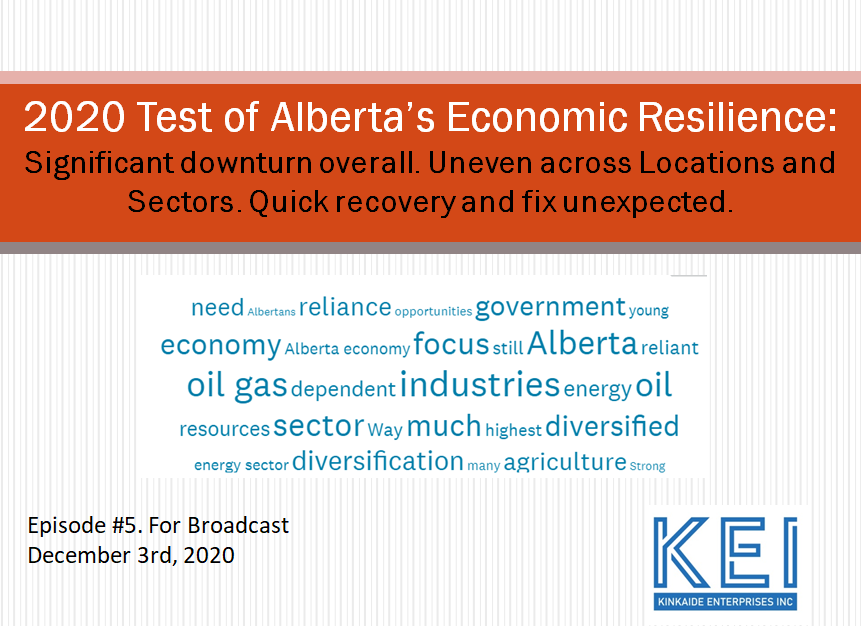 2020 Test of Alberta's Economic Resilience:
Significant downturn overall. Uneven across Locations and
Sectors. Quick recovery and fix unexpected.
need Albertans reliance opportunities government young
economy Alberta economy focus still Alberta reliant
oil gas dependent industries energy oil
resources sector Way much highest diversified
energy sector diversification many agriculture Strong
Episode #5. For Broadcast
December 3rd, 2020
KEI
KINKAIDE ENTERPRISES INC